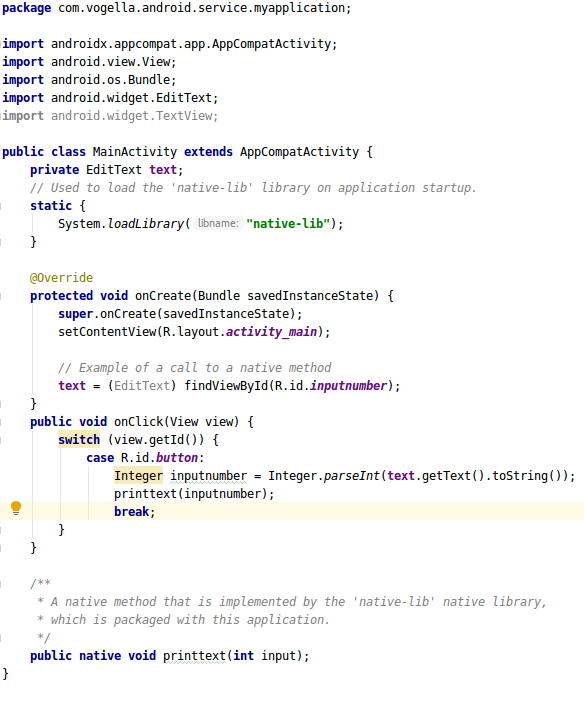 package com.vogella.android.service.myapplication;

import androidx.appcompat.app.AppCompatActivity;
import android.view.View;
import android.os.Bundle;
import android.widget.EditText;
import android.widget.TextView;

public class MainActivity extends AppCompatActivity {
    private EditText text;
    // Used to load the 'native-lib' library on application startup.
    static {
        System.loadLibrary( libname: "native-lib");
    }

    @Override
    protected void onCreate(Bundle savedInstanceState) {
        super.onCreate(savedInstanceState);
        setContentView(R.layout.activity_main);

        // Example of a call to a native method
        text = (EditText) findViewById(R.id.inputnumber);
    }
    public void onClick(View view) {
        switch (view.getId()) {
            case R.id.button:
                Integer inputnumber = Integer.parseInt(text.getText().toString());
                printtext(inputnumber);
                break;
        }
    }

    /**
     * A native method that is implemented by the 'native-lib' native library,
     * which is packaged with this application.
     */
    public native void printtext(int input);
}